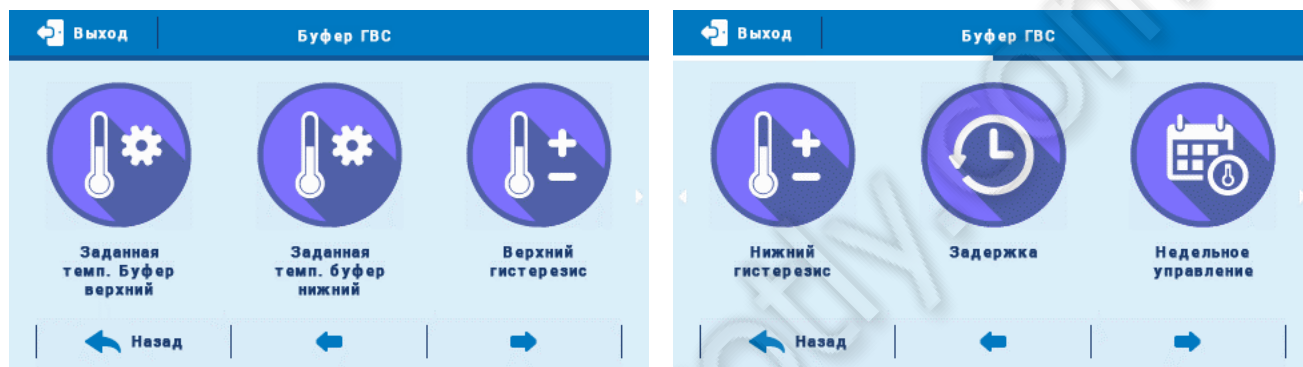 Выход
Буфер ГВС
Заданная
темп. Буфер
верхний
Заданная
темп. буфер
нижний
Верхний
гистерезис
Назад
Выход
Буфер ГВС
Нижний
гистерезис
Задержка
Недельное
управление
Назад